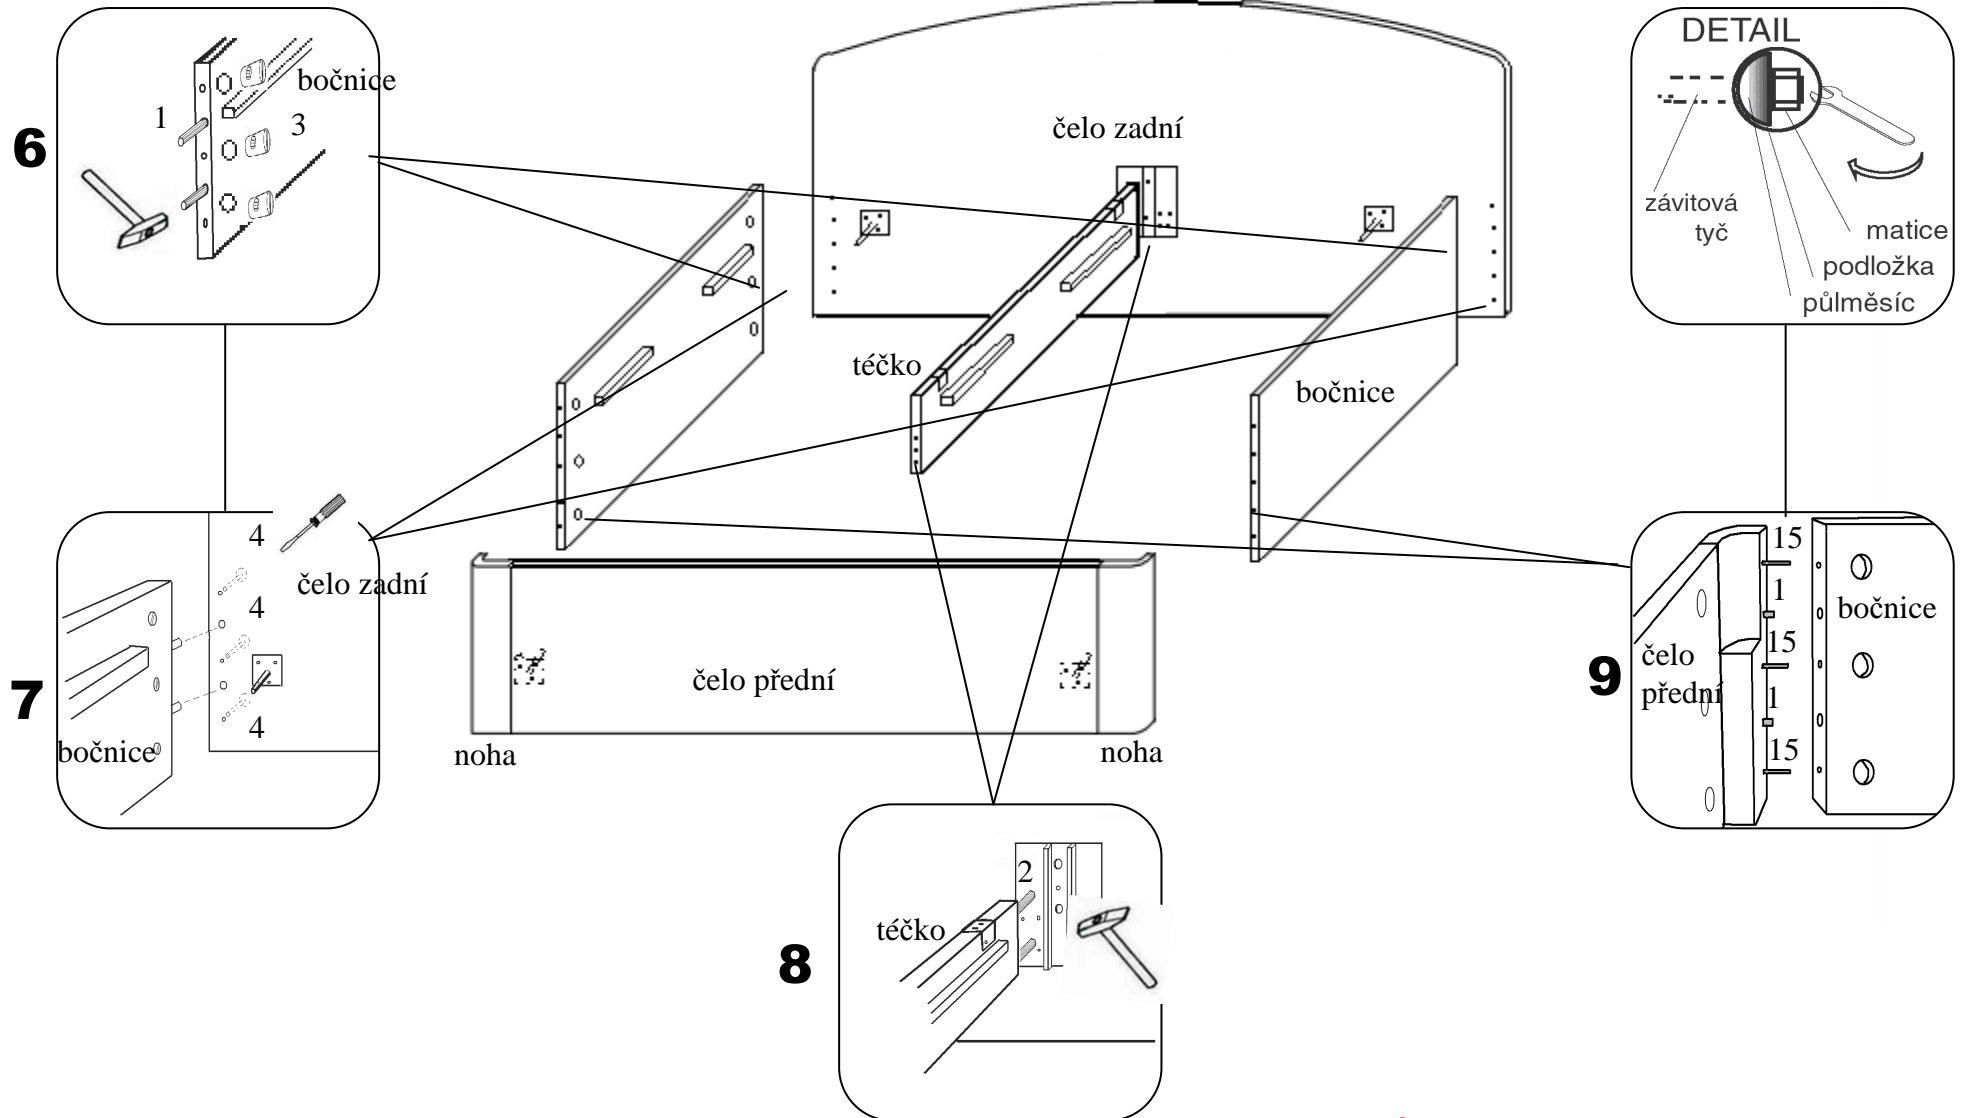 6
bočnice
1
3
čelo zadní
DETAIL
závitová
tyč
matice
podložka
půlměsíc
téčko
bočnice
7
4
čelo zadní
4
4
bočnice
čelo přední
noha
noha
8
2
téčko
9
15
1
bočnice
15
čelo
přední
1
15